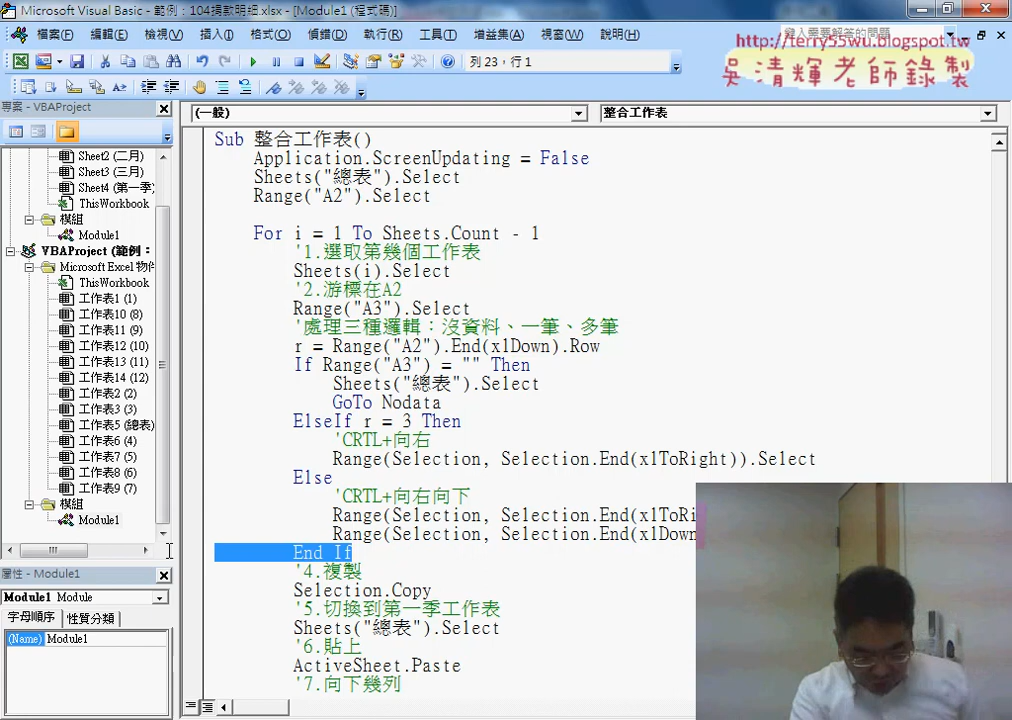 Microsoft Visual Basic - 範例：104捐款明細.xlsx - [Module1 (程式碼)]
檔案(F) 編輯(E) 檢視(V) 插入(I) 格式(O) 偵錯(D) 執行(R) 工具(T) 增益集(A) 視窗(W) 說明(H)
http://terry55wu.blogspot.tw
吳清輝老師錄製
列 23，行 1
專案 - VBAProject
(一般)
整合工作表
Sheet2 (二月)
Sheet3 (三月)
Sheet4 (第一季)
ThisWorkbook
模組
Module1
VBAProject (範例：
Microsoft Excel 物件
ThisWorkbook
工作表1 (1)
工作表10 (8)
工作表11 (9)
工作表12 (10)
工作表13 (11)
工作表14 (12)
工作表2 (2)
工作表3 (3)
工作表5 (總表)
工作表6 (4)
工作表7 (5)
工作表8 (6)
工作表9 (7)
模組
Module1
屬性 - Module1
Module1 Module
字母順序 性質分類
(Name) Module1
Sub 整合工作表()
Application.ScreenUpdating = False
Sheets("總表").Select
Range("A2").Select
For i = 1 To Sheets.Count - 1
'1.選取第幾個工作表
Sheets(i).Select
'2.游標在A2
Range("A3").Select
'處理三種邏輯：沒資料、一筆、多筆
r = Range("A2").End(xlDown).Row
If Range("A3") = "" Then
Sheets("總表").Select
GoTo Nodata
ElseIf r = 3 Then
'CRTL+向右
Range(Selection, Selection.End(xlToRight)).Select
Else
'CRTL+向右向下
Range(Selection, Selection.End(xlToRi
Range(Selection, Selection.End(xlDown
End If
'4.複製
Selection.Copy
'5.切換到第一季工作表
Sheets("總表").Select
'6.貼上
ActiveSheet.Paste
'7.向下幾列